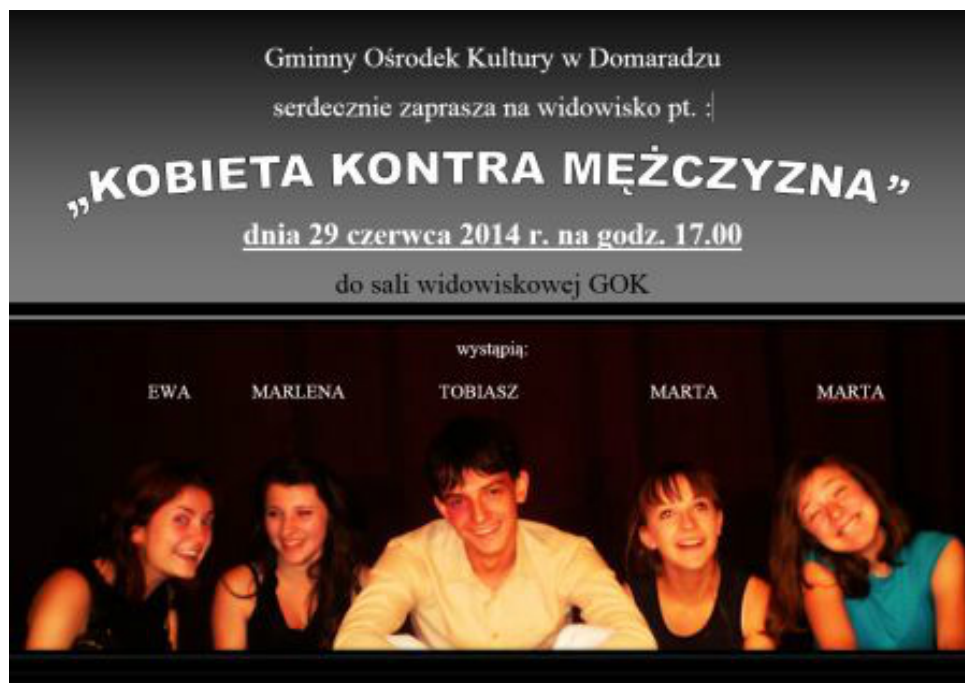 Gminny Ośrodek Kultury w Domaradzu
serdecznie zaprasza na widowisko pt. :
„KOBIETA KONTRA MĘŻCZYZNA”
dnia 29 czerwca 2014 r. na godz. 17.00
do sali widowiskowej GOK
wystąpią:
EWA MARLENA TOBIASZ MARTA MARTA